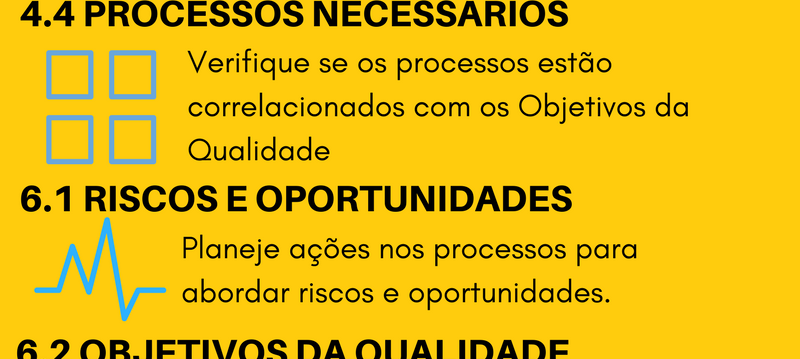 4.4 PROCESSOS NECESSÁRIOS
Verifique se os processos estão
correlacionados com os Objetivos da
Qualidade
6.1 RISCOS E OPORTUNIDADES
Planeje ações nos processos para
abordar riscos e oportunidades.
6.2 OBJETIVOS DA QUALIDADE